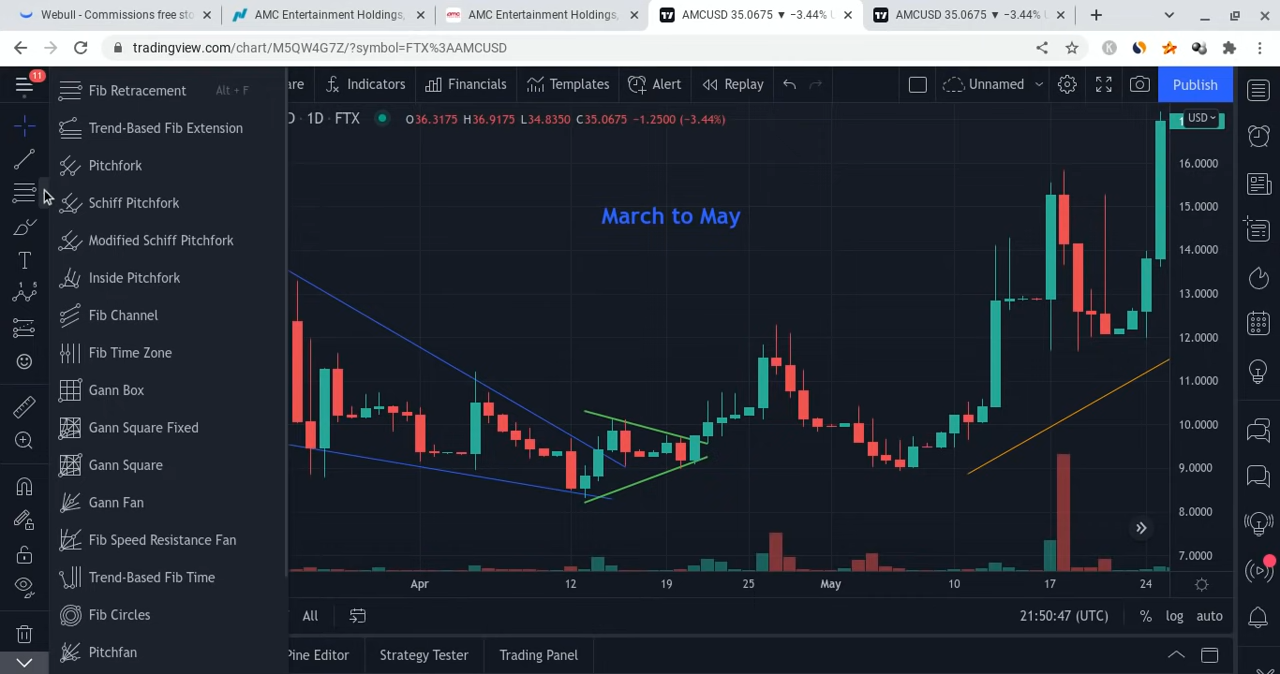 Webull - Commissions free sto
AMC Entertainment Holdings,
AMC Entertainment Holdings,
AMCUSD 35.0675 ▼ −3.44% U
AMCUSD 35.0675 ▼ −3.44% U
tradingview.com/chart/M5QW4G7Z/?symbol=FTX%3AAMCUSD
K
11
are
Indicators
Financials
Templates
Alert
Replay
Unnamed
Publish
D · 1D · FTX
O36.3175 H36.9175 L34.8350 C35.0675 −1.2500 (−3.44%)
USD
Fib Retracement Alt + F
Trend-Based Fib Extension
Pitchfork
Schiff Pitchfork
Modified Schiff Pitchfork
Inside Pitchfork
Fib Channel
Fib Time Zone
Gann Box
Gann Square Fixed
Gann Square
Gann Fan
Fib Speed Resistance Fan
Trend-Based Fib Time
Fib Circles
Pitchfan
March to May
16.0000
15.0000
14.0000
13.0000
12.0000
11.0000
10.0000
9.0000
8.0000
7.0000
Apr 12 19 25 May 10 17 24
All
21:50:47 (UTC) % log auto
Pine Editor
Strategy Tester
Trading Panel